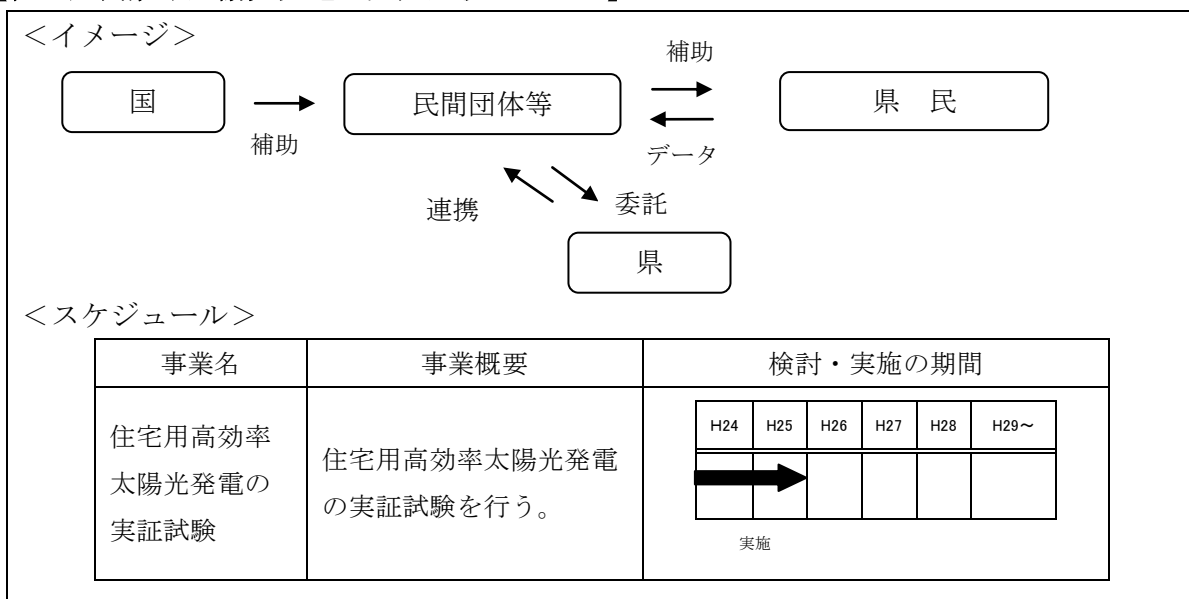 ＜イメージ＞
補助
国
民間団体等
県　民
補助
データ
連携
委託
県
＜スケジュール＞
事業名
事業概要
検討・実施の期間
住宅用高効率
太陽光発電の
実証試験
住宅用高効率太陽光発電
の実証試験を行う。
H24 H25 H26 H27 H28 H29～
実施